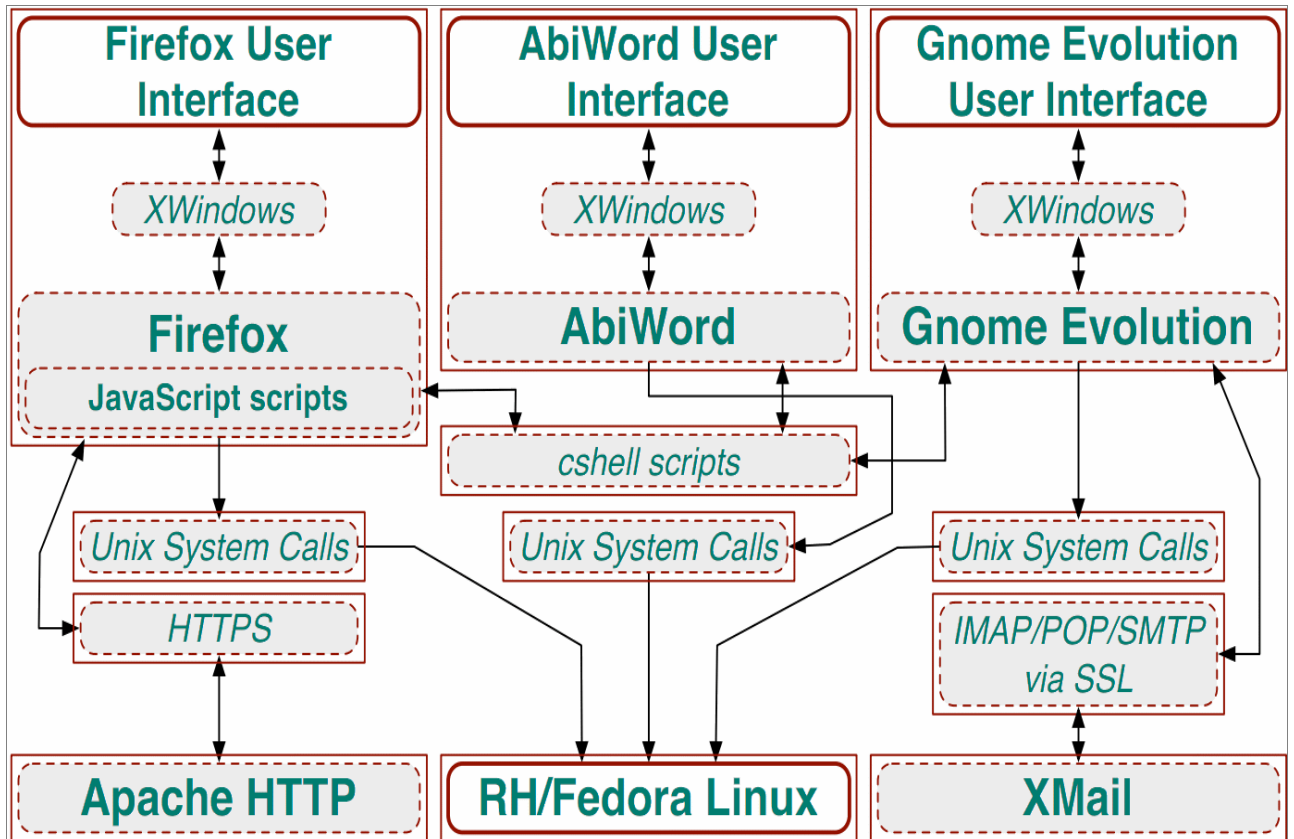 Firefox User
Interface
AbiWord User
Interface
Gnome Evolution
User Interface
XWindows
XWindows
XWindows
Firefox
JavaScript scripts
AbiWord
Gnome Evolution
cshell scripts
Unix System Calls
Unix System Calls
Unix System Calls
HTTPS
IMAP/POP/SMTP
via SSL
Apache HTTP
RH/Fedora Linux
XMail